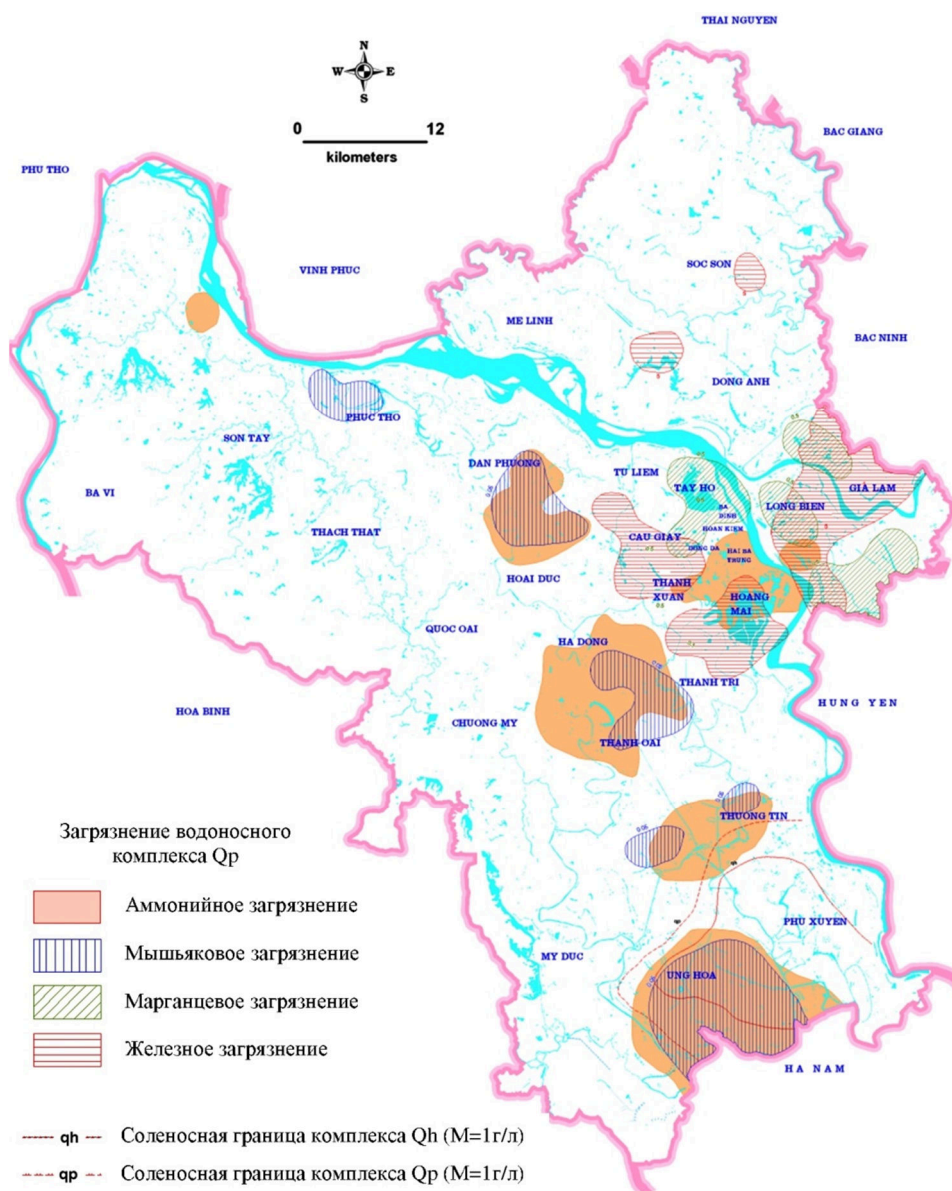 THAI NGUYEN
N
W E
S
0 12
kilometers
BAC GIANG
PHU THO
SOC SON
VINH PHUC
ME LINH
BAC NINH
DONG ANH
PHUC THO
SON TAY
DAN PHUONG
TU LIEM
TAY HO
GIA LAM
BA VI
LONG BIEN
BA DINH
THACH THAT
HOAN KIEM
CAU GIAY
DONG DA
HAI BA TRUNG
HOAI DUC
THANH XUAN
HOANG MAI
QUOC OAI
HA DONG
THANH TRI
HUNG YEN
HOA BINH
CHUONG MY
THANH OAI
THUONG TIN
PHU XUYEN
MY DUC
UNG HOA
HA NAM
Загрязнение водоносного
комплекса Qp
Аммонийное загрязнение
Мышьяковое загрязнение
Марганцевое загрязнение
Железное загрязнение
qh Соленосная граница комплекса Qh (М=1г/л)
qp Соленосная граница комплекса Qp (М=1г/л)